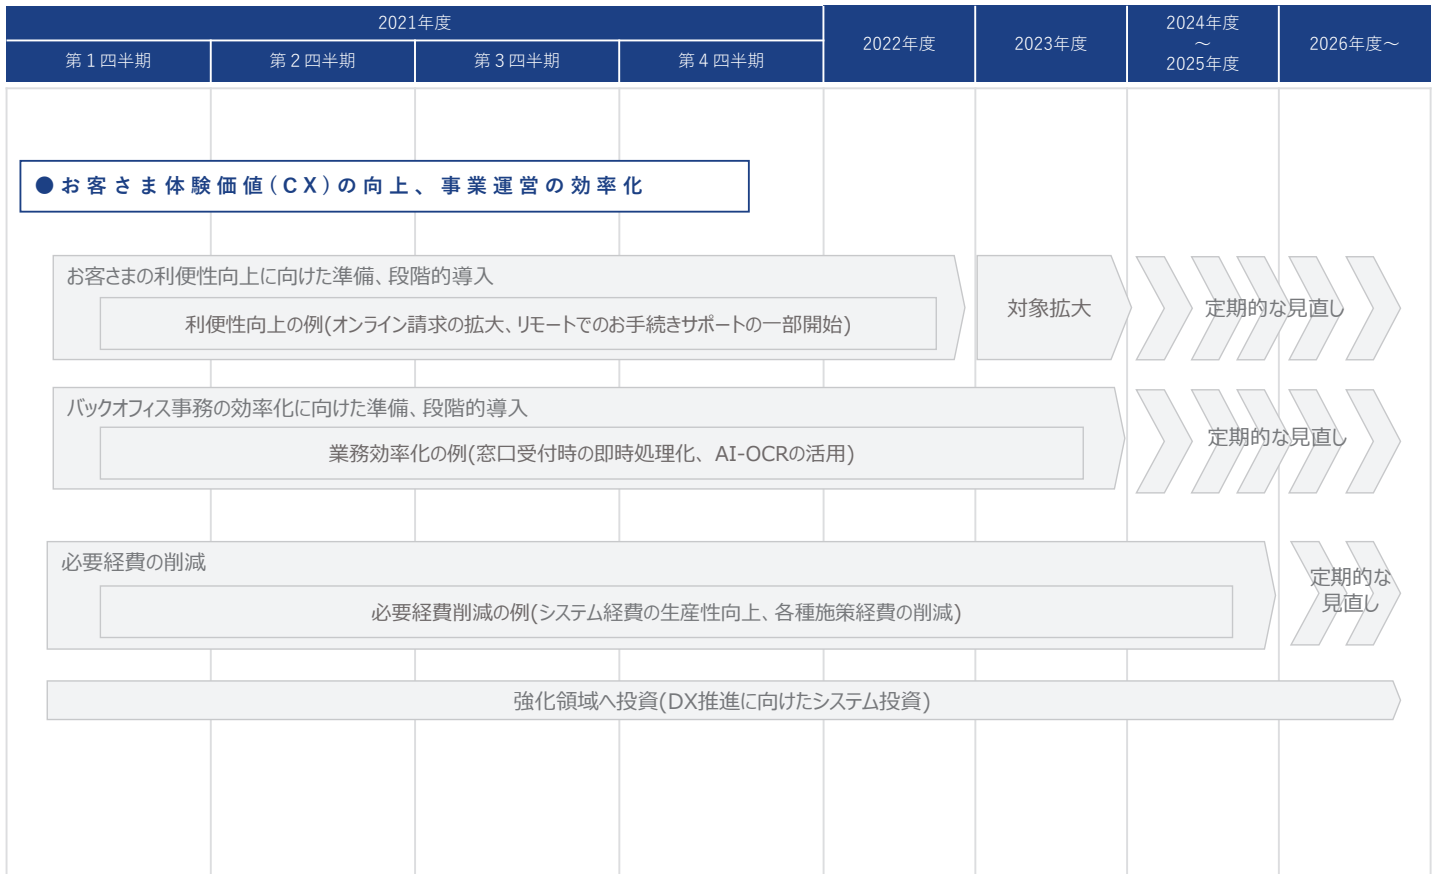 2021年度
第1四半期
第2四半期
第3四半期
第4四半期
2022年度
2023年度
2024年度
～
2025年度
2026年度～
●お客さま体験価値(CX)の向上、事業運営の効率化
お客さまの利便性向上に向けた準備、段階的導入
利便性向上の例(オンライン請求の拡大、リモートでのお手続きサポートの一部開始)
対象拡大
定期的な見直し
バックオフィス事務の効率化に向けた準備、段階的導入
業務効率化の例(窓口受付時の即時処理化、AI-OCRの活用)
定期的な見直し
必要経費の削減
必要経費削減の例(システム経費の生産性向上、各種施策経費の削減)
定期的な
見直し
強化領域へ投資(DX推進に向けたシステム投資)